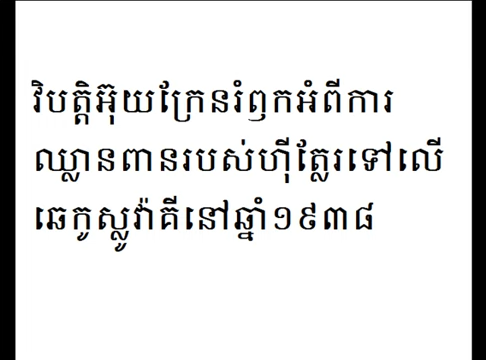 វិបត្តិអ៊ុយក្រែនរំឭកអំពីការ
ឈ្លានពានរបស់ហ៊ីត្លែរទៅលើ
ឆេកូស្លូវ៉ាគីនៅឆ្នាំ១៩៣៨